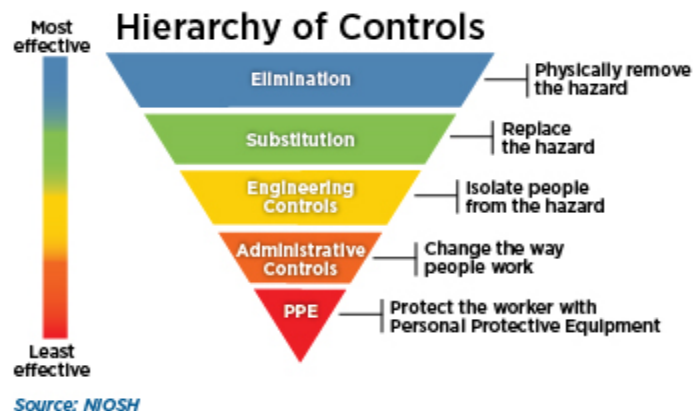 Hierarchy of Controls
Most
effective
Elimination
Physically remove
the hazard
Substitution
Replace
the hazard
Engineering
Controls
Isolate people
from the hazard
Administrative
Controls
Change the way
people work
PPE
Protect the worker with
Personal Protective Equipment
Least
effective
Source: NIOSH